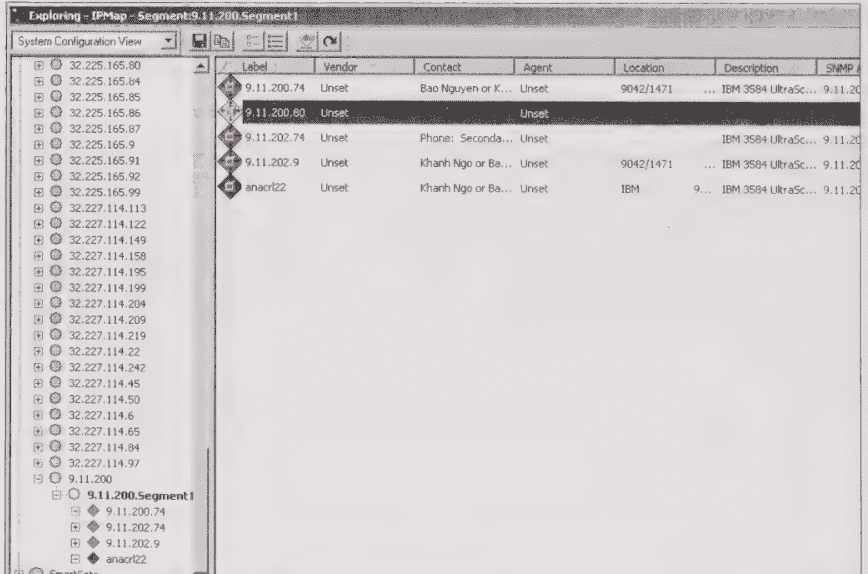 Exploring - IPMap - Segment:9.11.200.Segment1
System Configuration View
32.225.165.80
32.225.165.84
32.225.165.85
32.225.165.86
32.225.165.87
32.225.165.9
32.225.165.91
32.225.165.92
32.225.165.99
32.227.114.113
32.227.114.122
32.227.114.149
32.227.114.158
32.227.114.195
32.227.114.199
32.227.114.204
32.227.114.209
32.227.114.219
32.227.114.22
32.227.114.242
32.227.114.45
32.227.114.50
32.227.114.6
32.227.114.65
32.227.114.84
32.227.114.97
9.11.200
9.11.200.Segment1
9.11.200.74
9.11.202.74
9.11.202.9
anacrl22
SmartSets
Label Vendor Contact Agent Location Description SNMP A
9.11.200.74 Unset Bao Nguyen or K... Unset 9042/1471 ... IBM 3584 UltraSc... 9.11.20
9.11.200.80 Unset Unset
9.11.202.74 Unset Phone: Seconda... Unset IBM 3584 UltraSc... 9.11.20
9.11.202.9 Unset Khanh Ngo or Ba... Unset 9042/1471 ... IBM 3584 UltraSc... 9.11.20
anacrl22 Unset Khanh Ngo or Ba... Unset IBM 9... IBM 3584 UltraSc... 9.11.20